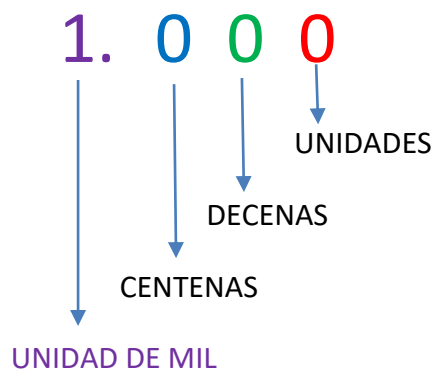 1. 0 0 0
UNIDADES
DECENAS
CENTENAS
UNIDAD DE MIL